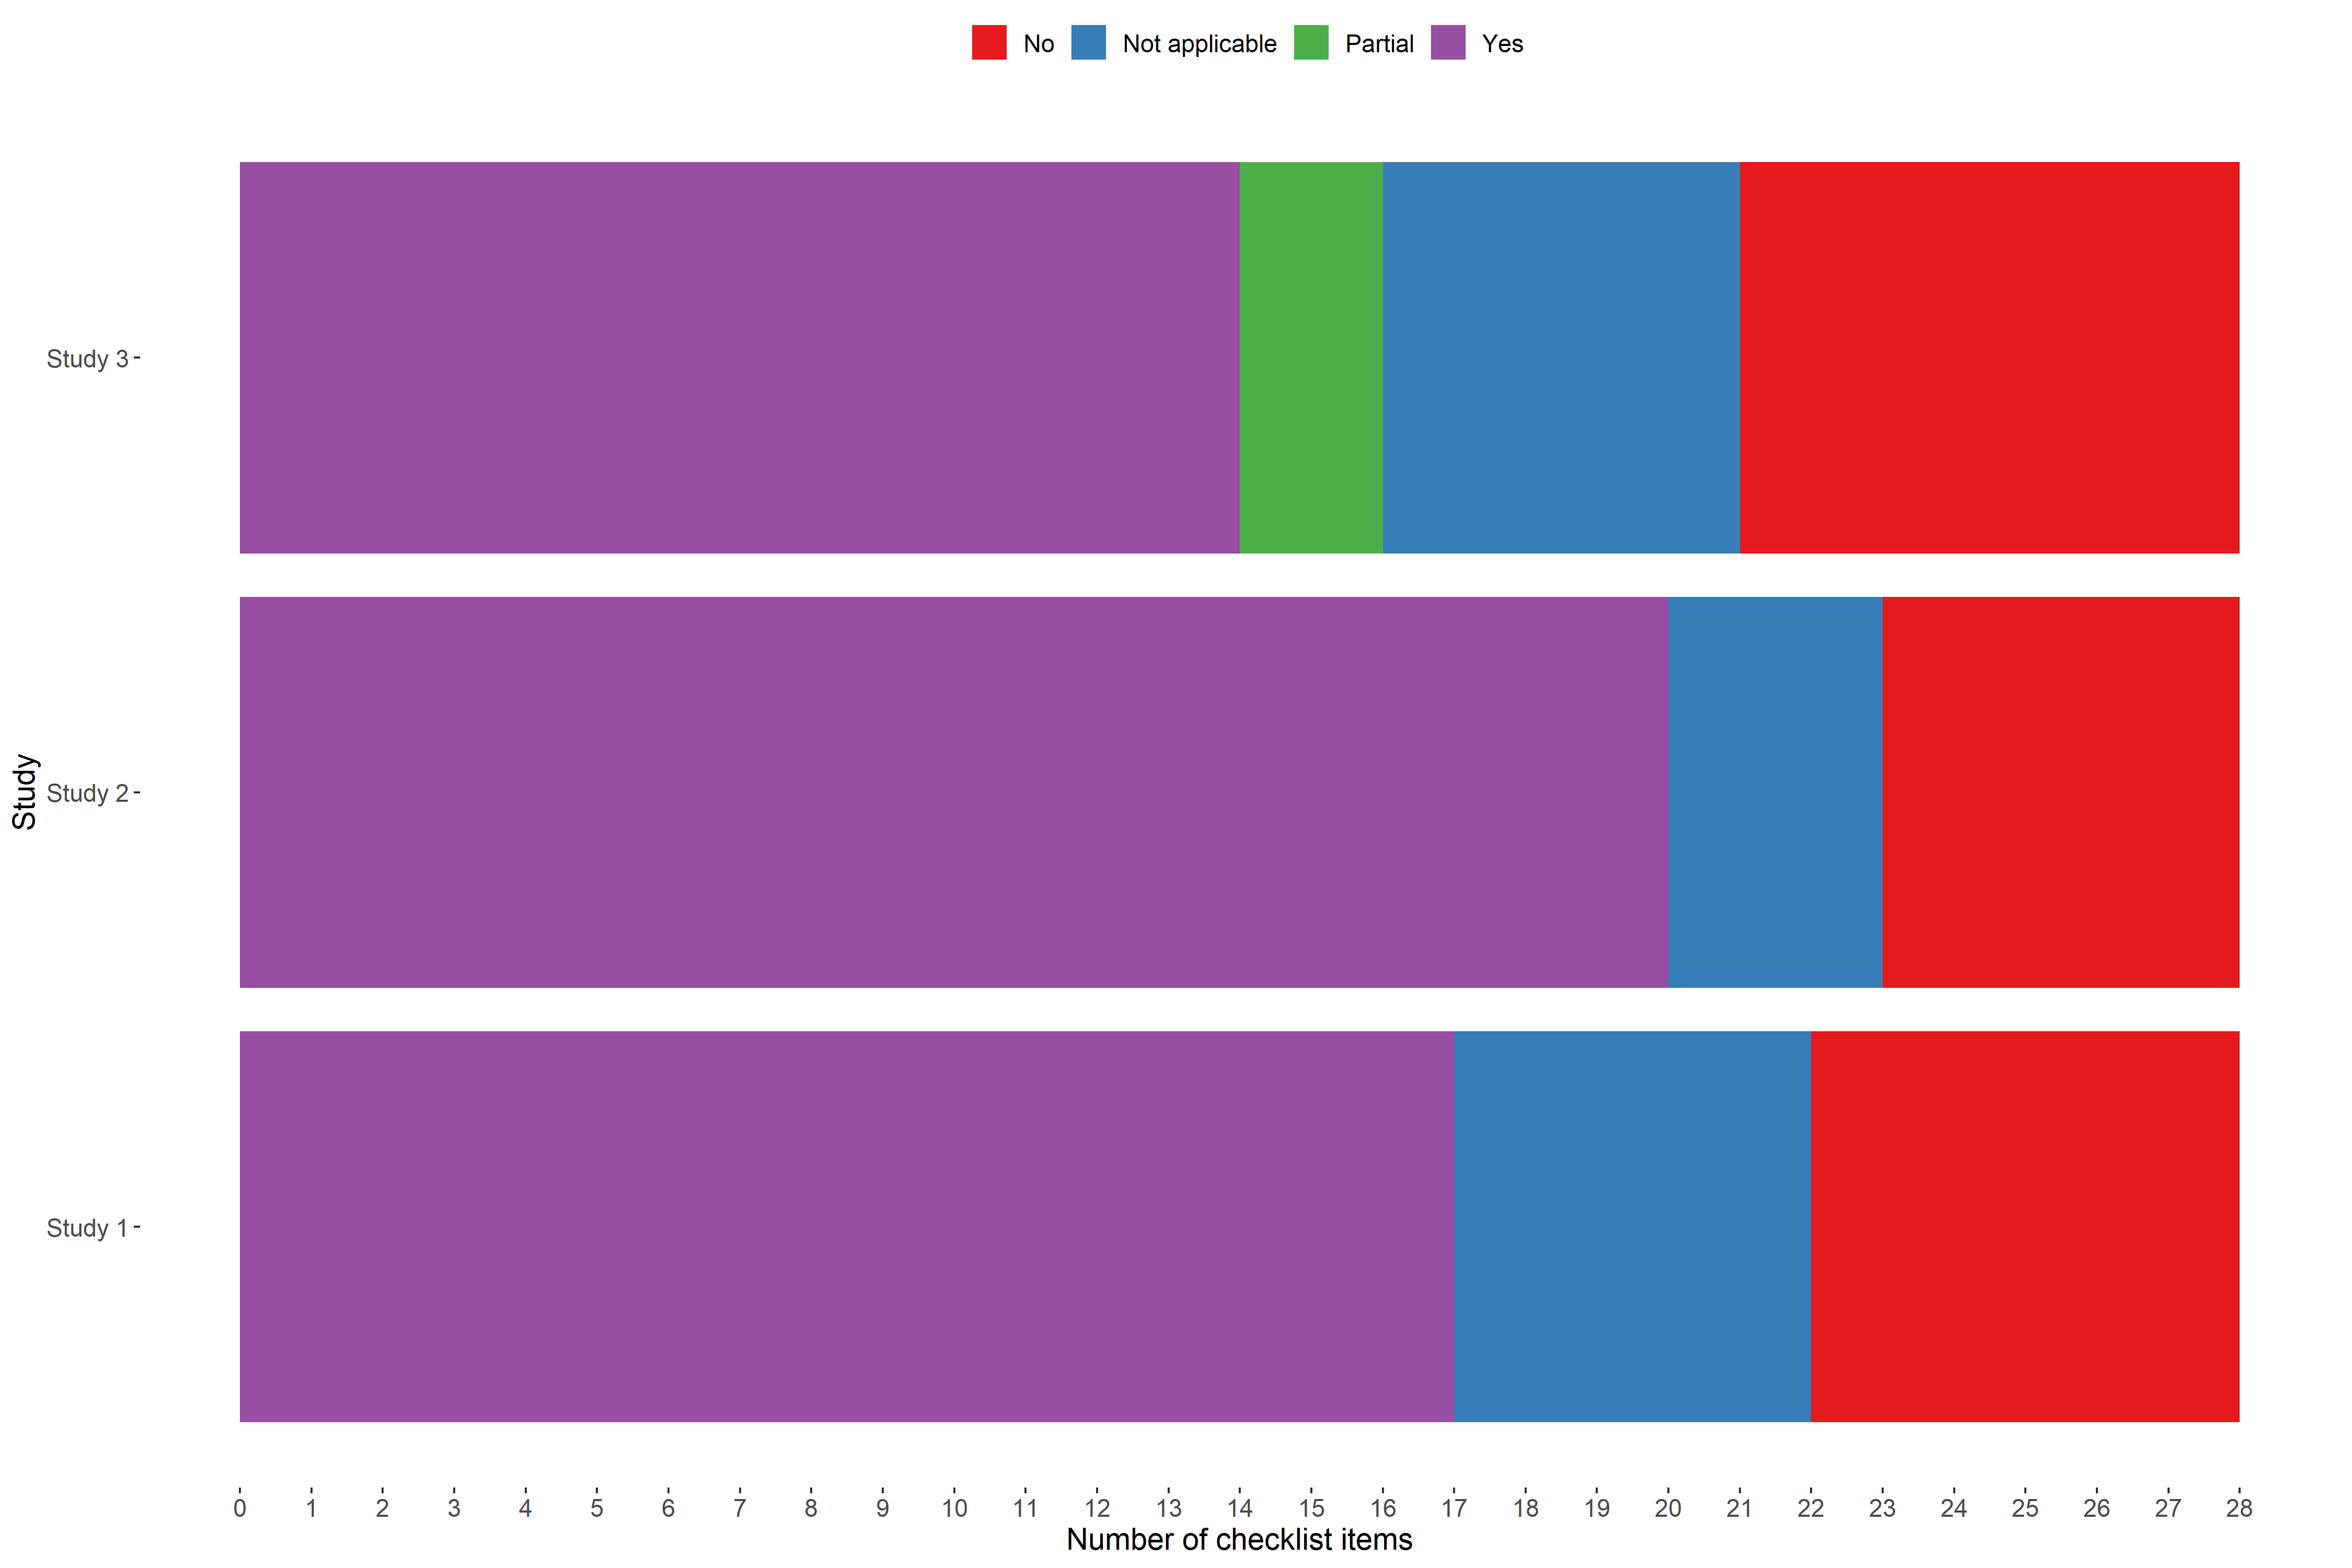 No Not applicable Partial Yes
Study 3
Study 2
Study
Study 1
0 1 2 3 4 5 6 7 8 9 10 11 12 13 14 15 16 17 18 19 20 21 22 23 24 25 26 27 28
Number of checklist items